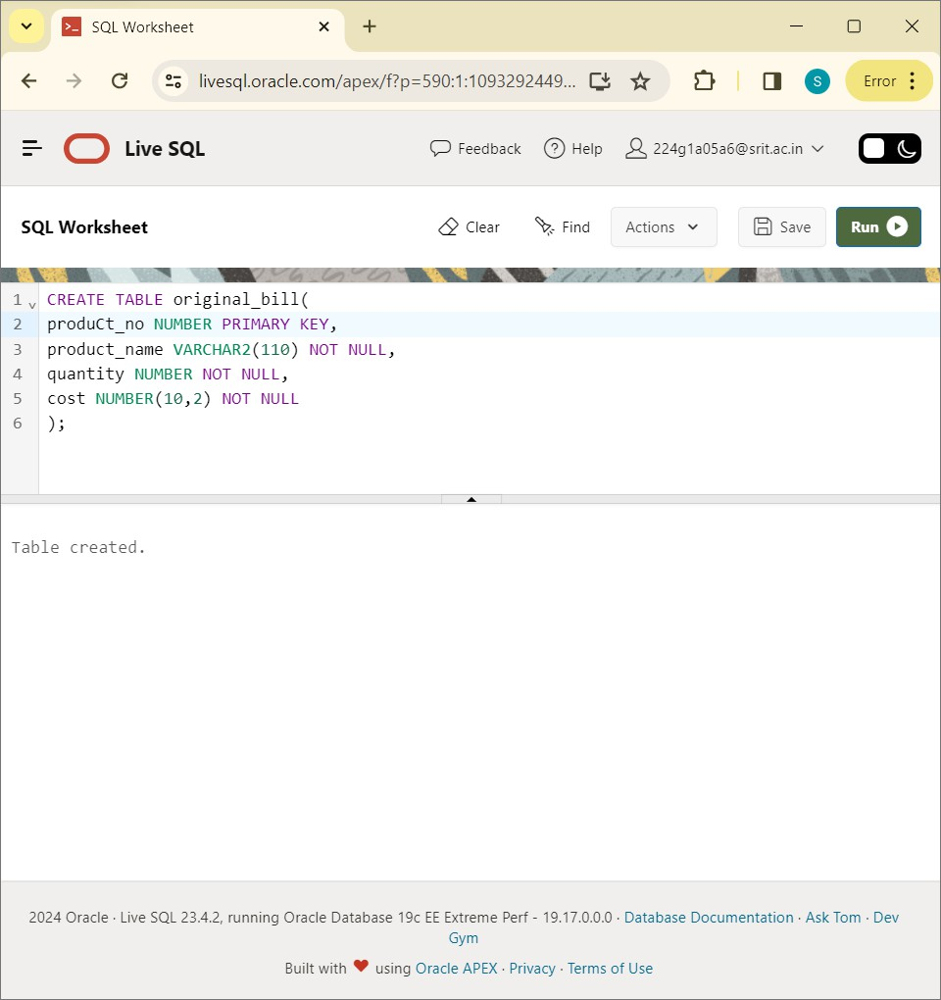 SQL Worksheet
livesql.oracle.com/apex/f?p=590:1:1093292449...
S
Error
Live SQL
Feedback
Help
224g1a05a6@srit.ac.in
SQL Worksheet
Clear
Find
Actions
Save
Run
1 CREATE TABLE original_bill(
2 produCt_no NUMBER PRIMARY KEY,
3 product_name VARCHAR2(110) NOT NULL,
4 quantity NUMBER NOT NULL,
5 cost NUMBER(10,2) NOT NULL
6 );
Table created.
2024 Oracle · Live SQL 23.4.2, running Oracle Database 19c EE Extreme Perf - 19.17.0.0.0 · Database Documentation · Ask Tom · Dev
Gym
Built with ❤ using Oracle APEX · Privacy · Terms of Use